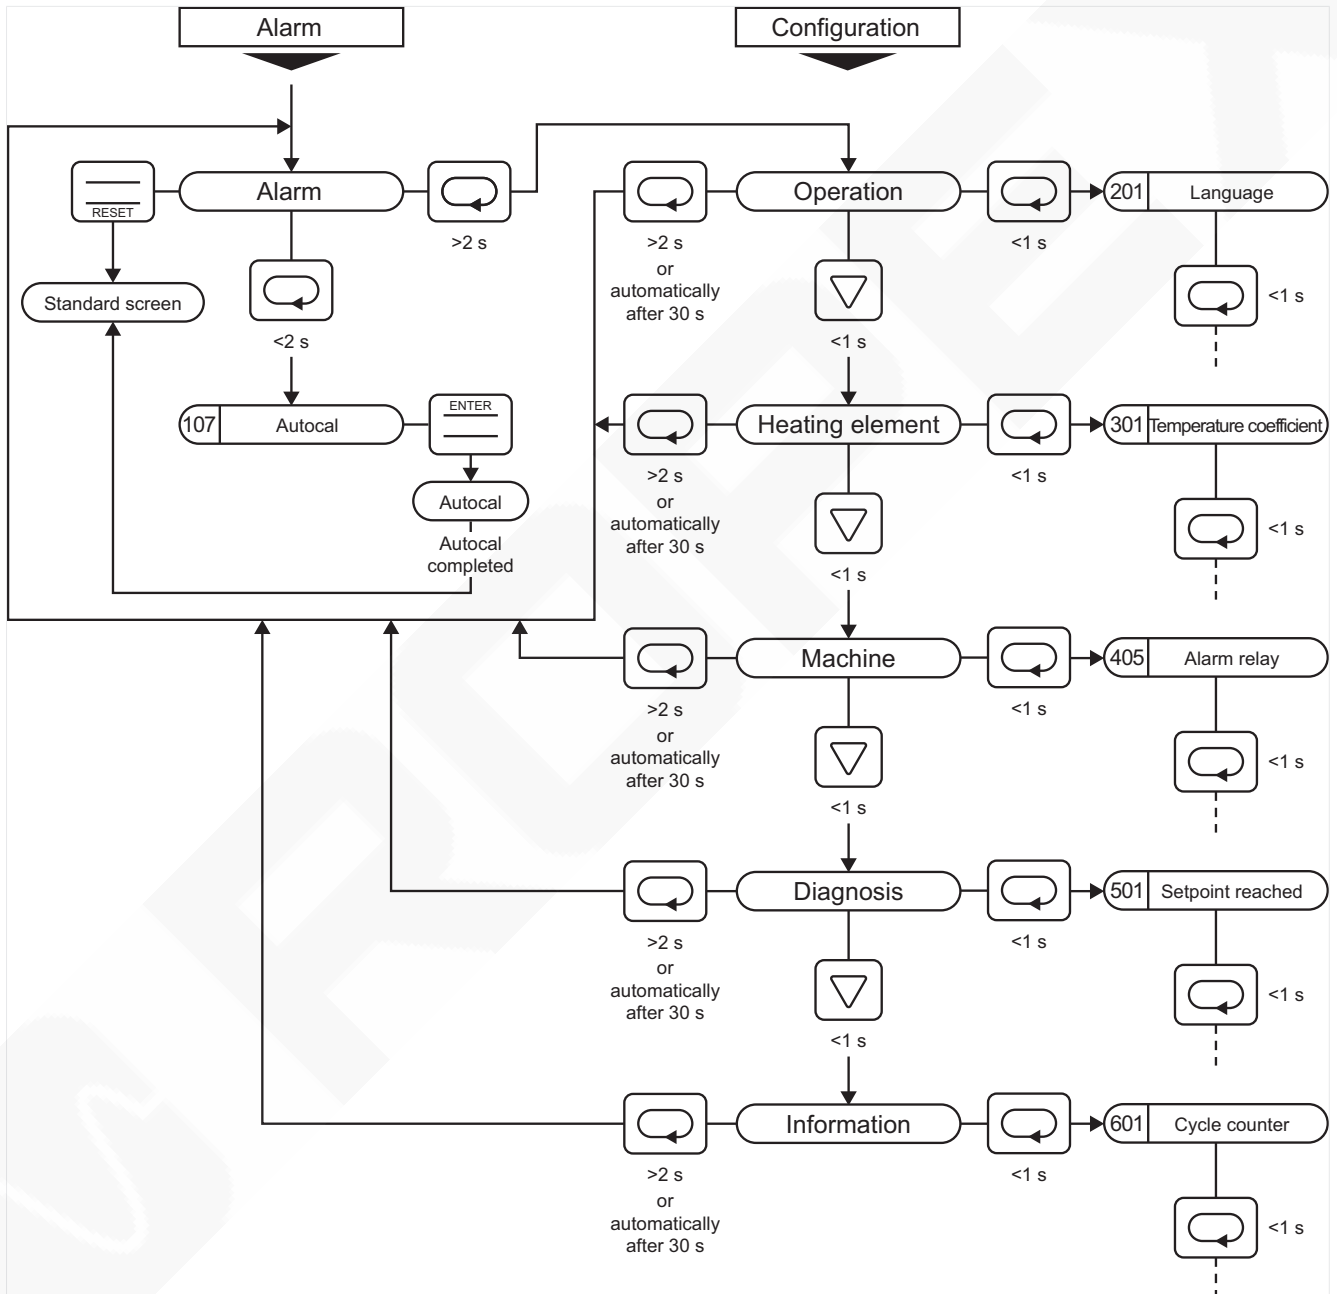 Alarm
Configuration
RESET
Alarm
>2 s
>2 s
or
automatically
after 30 s
Operation
<1 s
201 Language
<1 s
Standard screen
<2 s
<1 s
107 Autocal
ENTER
Autocal
Autocal
completed
>2 s
or
automatically
after 30 s
Heating element
<1 s
301 Temperature coefficient
<1 s
<1 s
>2 s
or
automatically
after 30 s
Machine
<1 s
405 Alarm relay
<1 s
<1 s
>2 s
or
automatically
after 30 s
Diagnosis
<1 s
501 Setpoint reached
<1 s
<1 s
>2 s
or
automatically
after 30 s
Information
<1 s
601 Cycle counter
<1 s
ROPEX